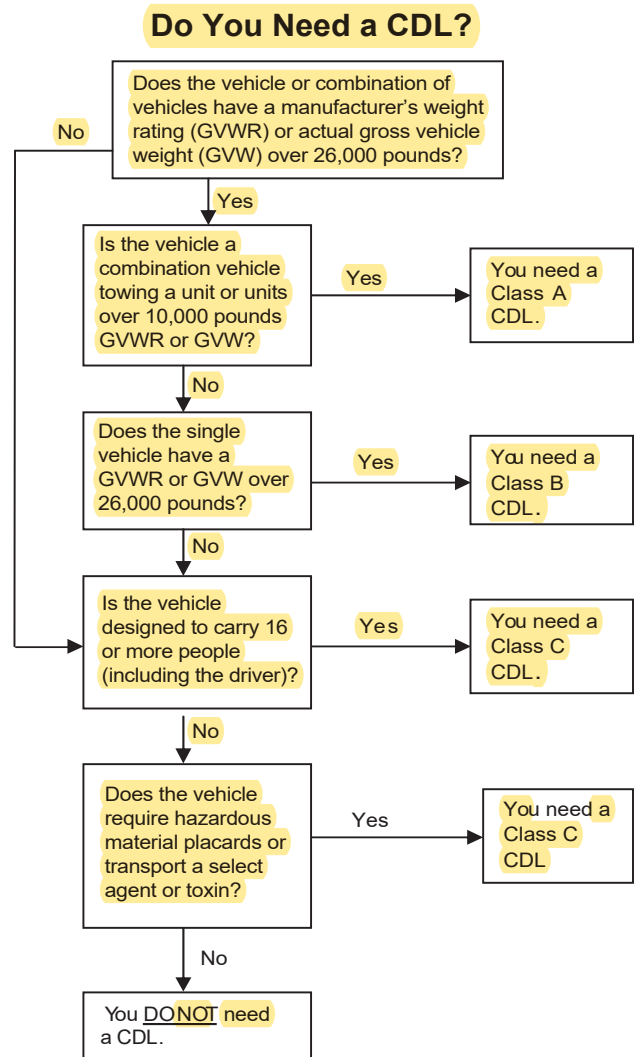 Do You Need a CDL?
Does the vehicle or combination of
vehicles have a manufacturer's weight
rating (GVWR) or actual gross vehicle
weight (GVW) over 26,000 pounds?
No
Yes
Is the vehicle a
combination vehicle
towing a unit or units
over 10,000 pounds
GVWR or GVW?
Yes
You need a
Class A
CDL.
No
Does the single
vehicle have a
GVWR or GVW over
26,000 pounds?
Yes
You need a
Class B
CDL.
No
Is the vehicle
designed to carry 16
or more people
(including the driver)?
Yes
You need a
Class C
CDL.
No
Does the vehicle
require hazardous
material placards or
transport a select
agent or toxin?
Yes
You need a
Class C
CDL
No
You DO NOT need
a CDL.